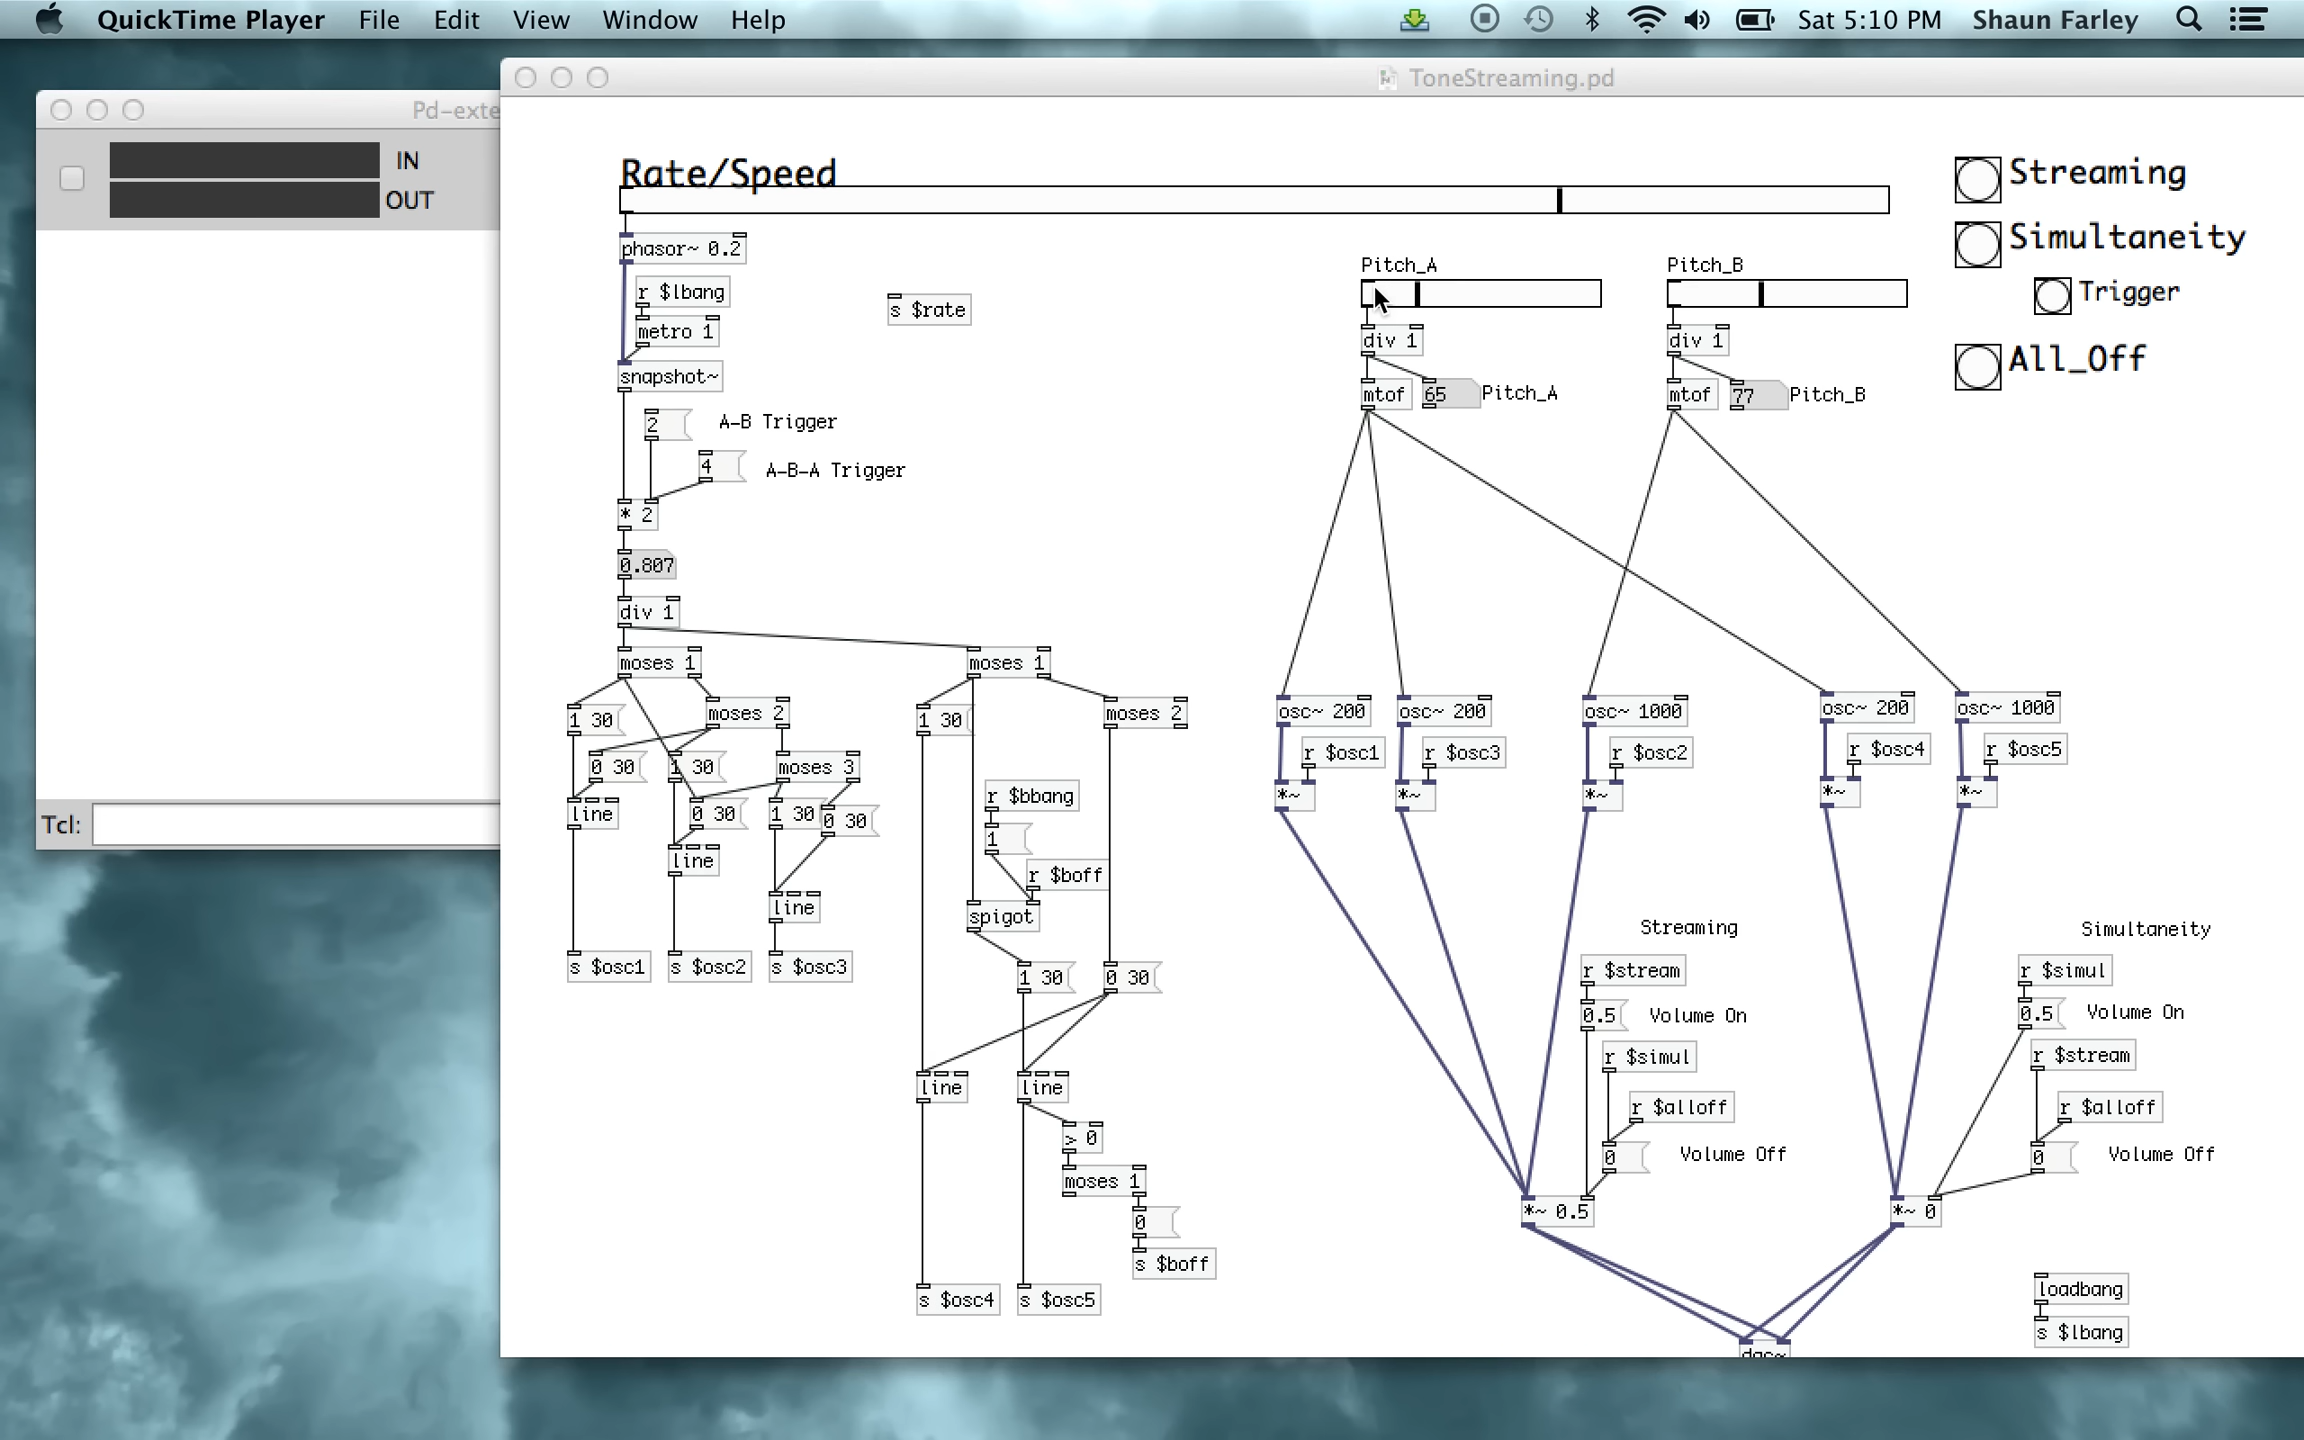 QuickTime Player File Edit View Window Help Sat 5:10 PM Shaun Farley
ToneStreaming.pd
Pd-exte
IN
OUT
Tcl:
Rate/Speed
phasor~ 0.2
r $lbang
metro 1
s $rate
snapshot~
2
A-B Trigger
4
A-B-A Trigger
* 2
0.807
div 1
moses 1
moses 1
1 30
moses 2
1 30
moses 2
0 30
1 30
moses 3
line
0 30
1 30
0 30
line
line
r $bbang
1
r $boff
spigot
s $osc1
s $osc2
s $osc3
1 30
0 30
line
line
> 0
moses 1
0
s $boff
s $osc4
s $osc5
Pitch_A
Pitch_B
div 1
div 1
mtof
65
Pitch_A
mtof
77
Pitch_B
Streaming
Simultaneity
Trigger
All_Off
osc~ 200
osc~ 200
osc~ 1000
osc~ 200
osc~ 1000
r $osc1
r $osc3
r $osc2
r $osc4
r $osc5
*~
*~
*~
*~
*~
Streaming
r $stream
0.5
Volume On
r $simul
r $alloff
0
Volume Off
*~ 0.5
Simultaneity
r $simul
0.5
Volume On
r $stream
r $alloff
0
Volume Off
*~ 0
loadbang
s $lbang
dac~